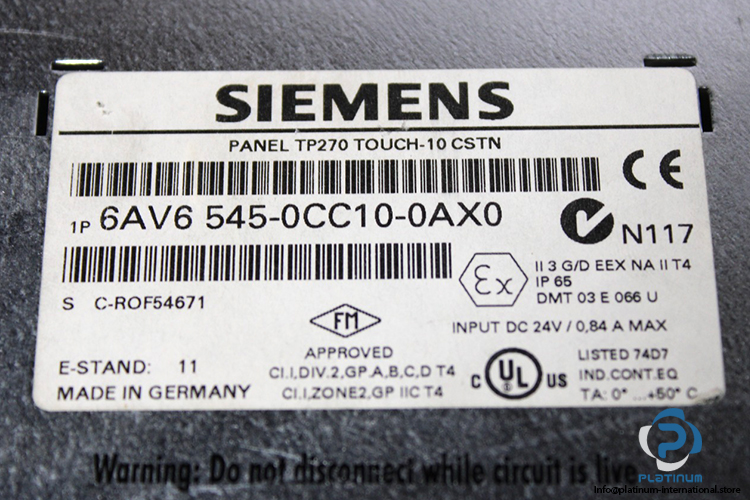 SIEMENS
PANEL TP270 TOUCH-10 CSTN
CE
1P 6AV6 545-0CC10-0AX0
N117
S C-ROF54671
Ex
II 3 G/D EEX NA II T4
IP 65
DMT 03 E 066 U
FM
INPUT DC 24V / 0,84 A MAX
APPROVED
CI.I,DIV.2,GP.A,B,C,D T4
CI.I,ZONE2,GP IIC T4
E-STAND: 11
MADE IN GERMANY
C UL US
LISTED 74D7
IND.CONT.EQ
TA: 0° ...+50° C
Warning: Do not disconnect while circuit is
PLATINUM
INTERNATIONAL
info@platinum-international.store